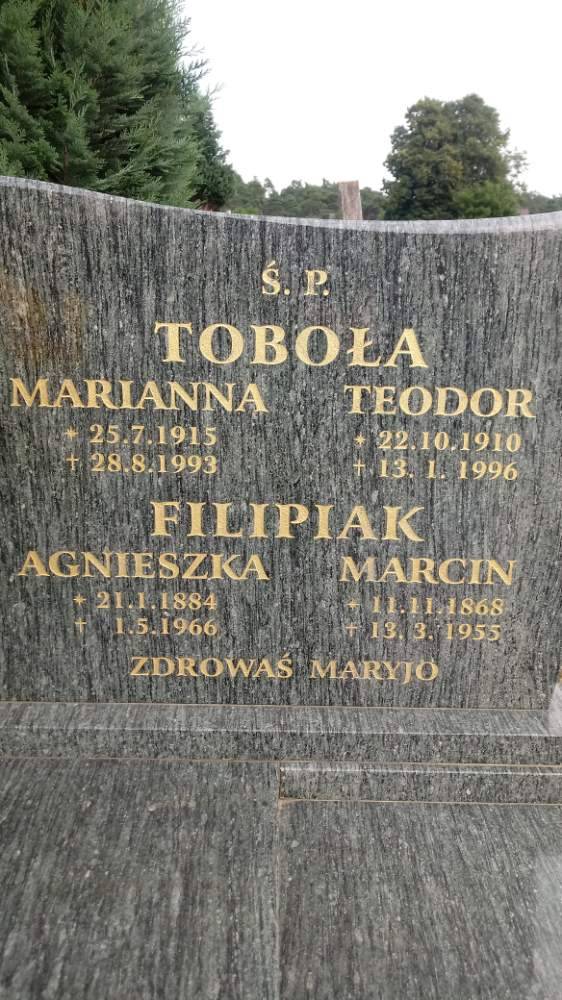 Ś. P.
TOBOŁA
MARIANNA TEODOR
* 25.7.1915 * 22.10.1910
† 28.8.1993 † 13. 1. 1996
FILIPIAK
AGNIESZKA MARCIN
* 21.1.1884 * 11.11.1868
† 1.5.1966 † 13. 3. 1955
ZDROWAŚ MARYJO